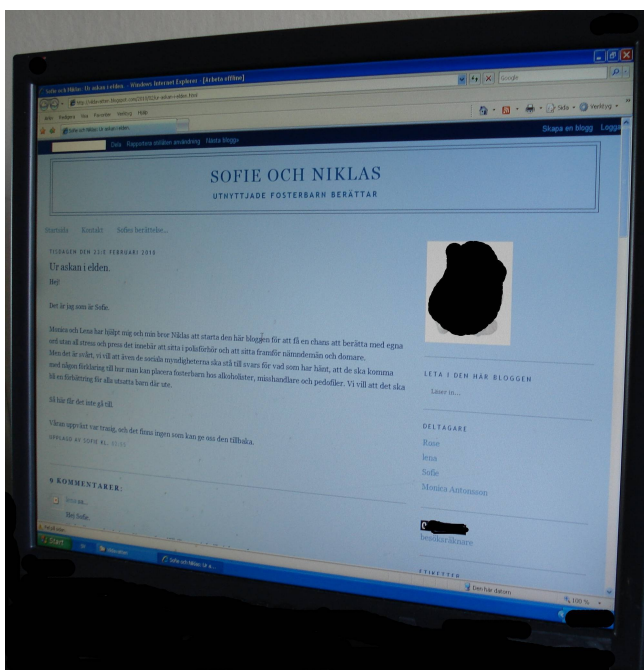 Sofie och Niklas: Ur askan i elden. - Windows Internet Explorer - [Arbeta offline]
Google
Arkiv Redigera Visa Favoriter Verktyg Hjälp
Sofie och Niklas: Ur askan i elden.
Sida
Verktyg
Dela Rapportera otillåten användning Nästa blogg»
Skapa en blogg Logga
SOFIE OCH NIKLAS
UTNYTTJADE FOSTERBARN BERÄTTAR
Startsida Kontakt Sofies berättelse...
FEBRUARI 2010
Ur askan i elden.
Hej!
Det är jag som är Sofie.
Monica och Lena har hjälpt mig och min bror Niklas att starta den här bloggen för att få en chans att berätta med egna
ord utan all stress och press det innebär att sitta i polisförhör och att sitta framför nämndemän och domare.
Men det är svårt, vi vill att även de sociala myndigheterna ska stå till svars för vad som har hänt, att de ska komma
med någon förklaring till hur man kan placera fosterbarn hos alkoholister, misshandlare och pedofiler. Vi vill att det ska
bli en förbättring för alla utsatta barn där ute.
Så här får det inte gå till.
Våran uppväxt var trasig, och det finns ingen som kan ge oss den tillbaka.
UPPLAGD AV SOFIE KL.
9 KOMMENTARER:
lena sa...
Hej Sofie.
LETA I DEN HÄR BLOGGEN
Läser in...
DELTAGARE
Rose
lena
Sofie
Monica Antonsson
besöksräknare
ETIKETTER
Den här datorn
100 %
Start
Sofie och Niklas: Ur a...